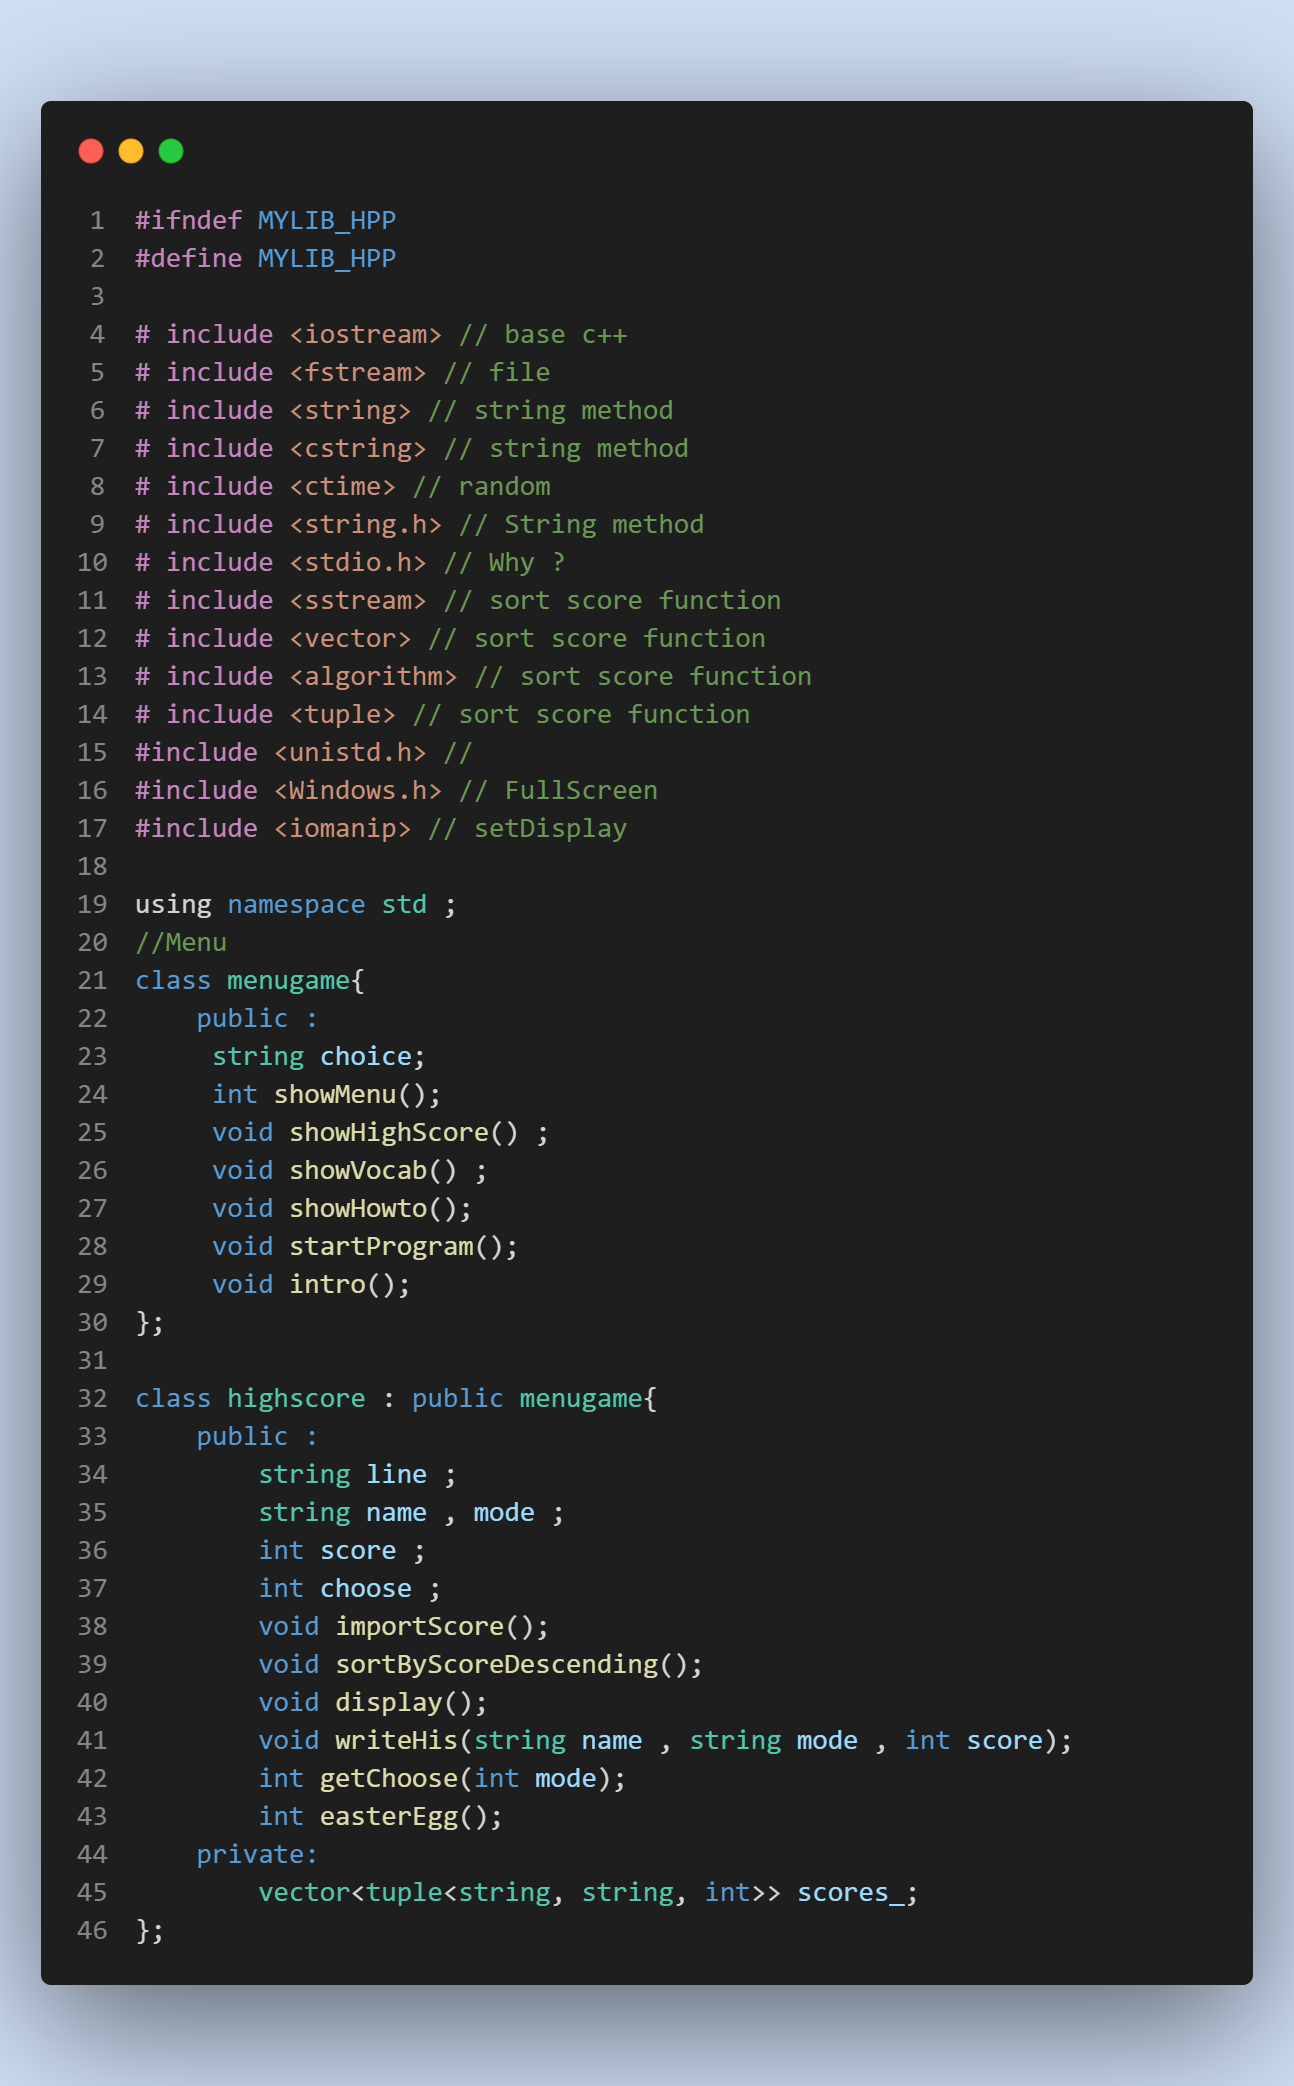 1 #ifndef MYLIB_HPP
2 #define MYLIB_HPP
3
4 # include <iostream> // base c++
5 # include <fstream> // file
6 # include <string> // string method
7 # include <cstring> // string method
8 # include <ctime> // random
9 # include <string.h> // String method
10 # include <stdio.h> // Why ?
11 # include <sstream> // sort score function
12 # include <vector> // sort score function
13 # include <algorithm> // sort score function
14 # include <tuple> // sort score function
15 #include <unistd.h> //
16 #include <Windows.h> // FullScreen
17 #include <iomanip> // setDisplay
18
19 using namespace std ;
20 //Menu
21 class menugame{
22     public :
23      string choice;
24      int showMenu();
25      void showHighScore() ;
26      void showVocab() ;
27      void showHowto();
28      void startProgram();
29      void intro();
30 };
31
32 class highscore : public menugame{
33     public :
34         string line ;
35         string name , mode ;
36         int score ;
37         int choose ;
38         void importScore();
39         void sortByScoreDescending();
40         void display();
41         void writeHis(string name , string mode , int score);
42         int getChoose(int mode);
43         int easterEgg();
44     private:
45         vector<tuple<string, string, int>> scores_;
46 };